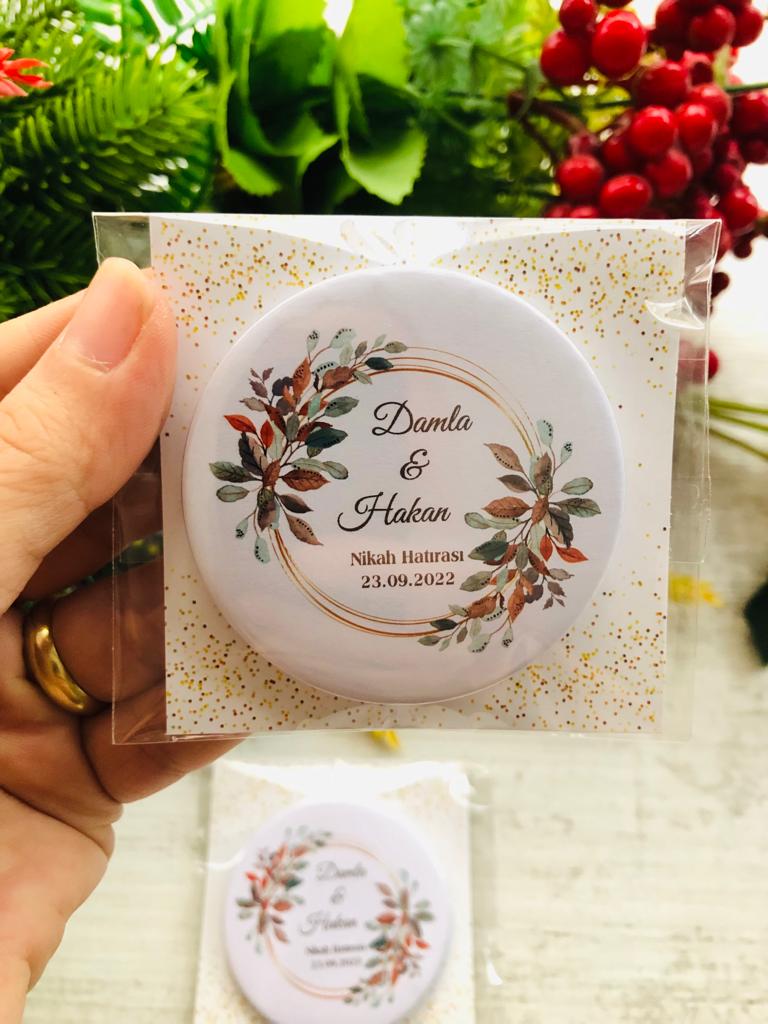 Damla
&
Hakan
Nikah Hatırası
23.09.2022
Damla
&
Hakan
Nikah Hatırası
23.09.2022